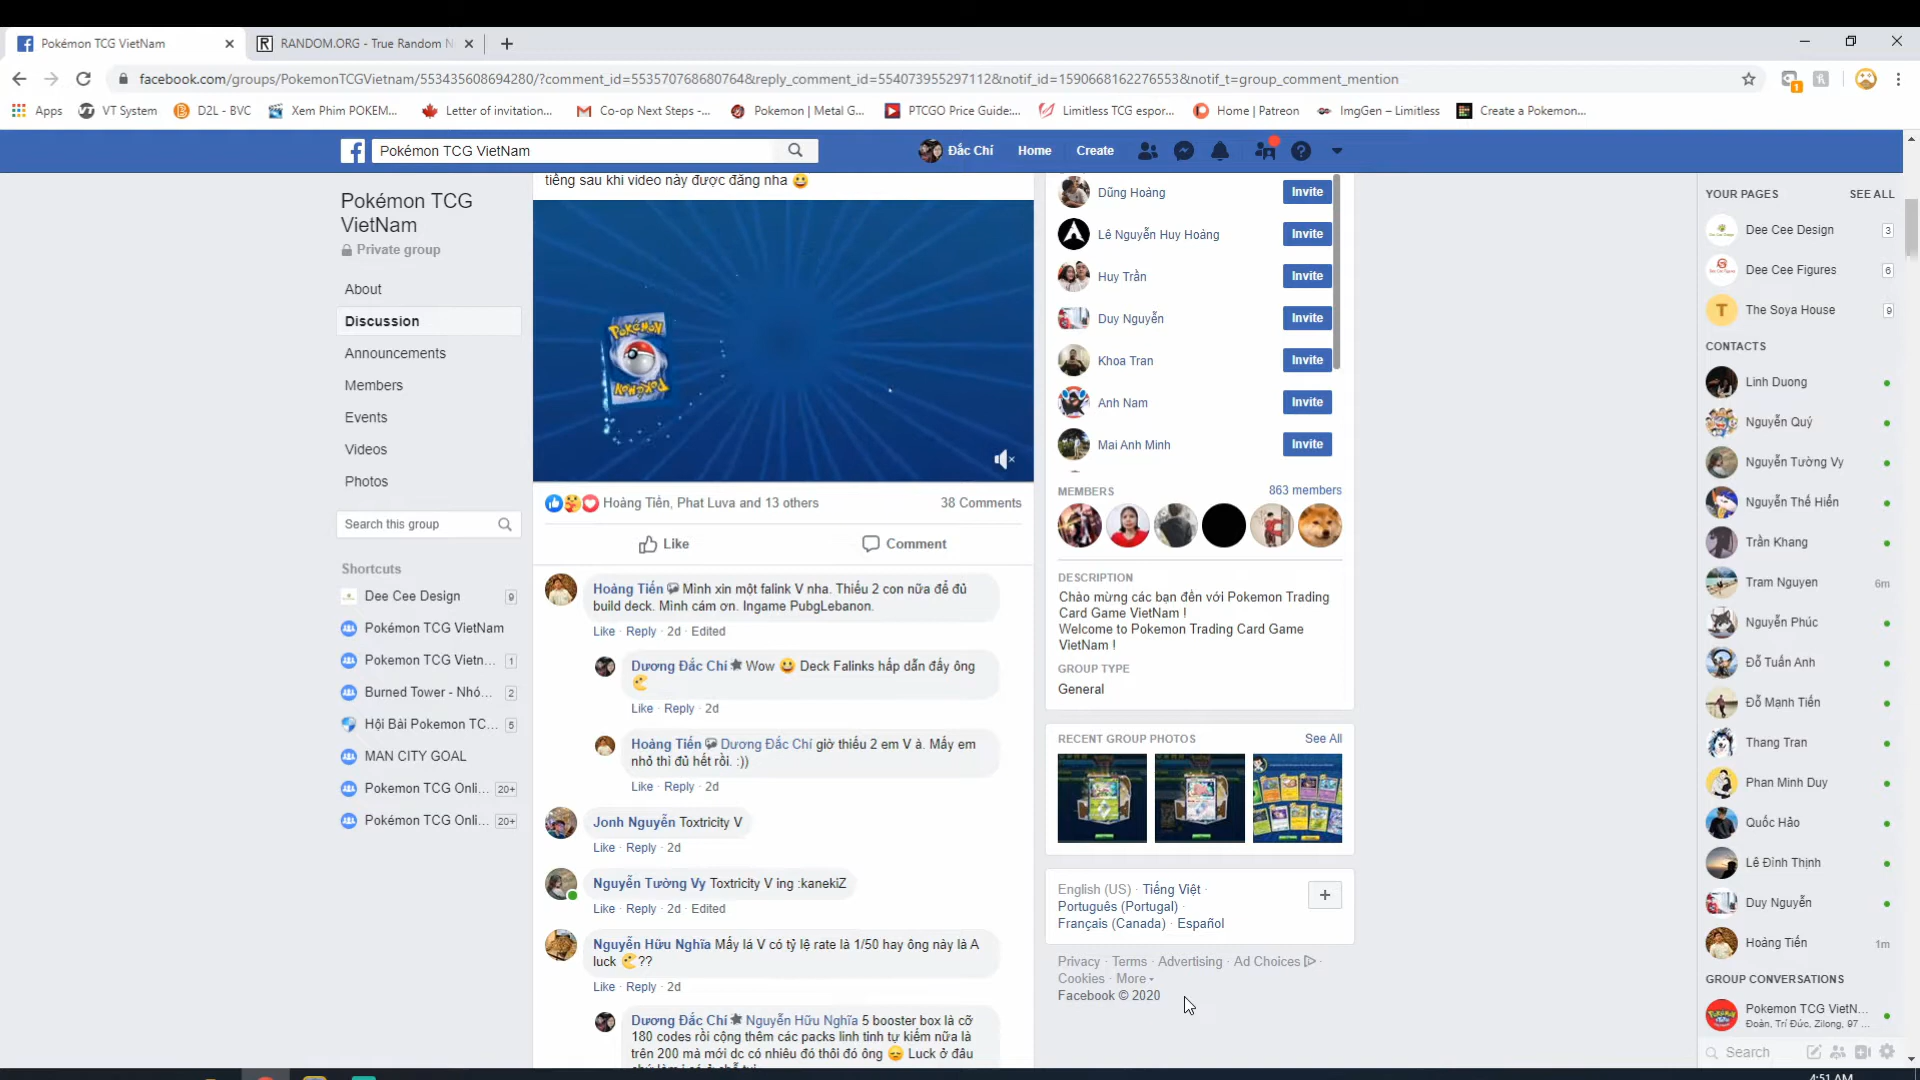 Pokémon TCG VietNam
RANDOM.ORG - True Random N
facebook.com/groups/PokemonTCGVietnam/553435608694280/?comment_id=553570768680764&reply_comment_id=554073955297112&notif_id=1590668162276553&notif_t=group_comment_mention
Apps
VT System
D2L - BVC
Xem Phim POKEM...
Letter of invitation...
Co-op Next Steps -...
Pokemon | Metal G...
PTCGO Price Guide:...
Limitless TCG espor...
Home | Patreon
ImgGen – Limitless
Create a Pokemon...
Pokémon TCG VietNam
Đắc Chí
Home
Create
Pokémon TCG
VietNam
Private group
About
Discussion
Announcements
Members
Events
Videos
Photos
Search this group
Shortcuts
Dee Cee Design 9
Pokémon TCG VietNam
Pokemon TCG Vietn... 1
Burned Tower - Nhó... 2
Hội Bài Pokemon TC... 5
MAN CITY GOAL
Pokemon TCG Onli... 20+
Pokémon TCG Onli... 20+
tiếng sau khi video này được đăng nha 😀
POKéMON
POKéMON
Hoàng Tiến, Phat Luva and 13 others
38 Comments
Like
Comment
Hoàng Tiến Mình xin một falink V nha. Thiếu 2 con nữa để đủ
build deck. Mình cám ơn. Ingame PubgLebanon.
Like · Reply · 2d · Edited
Dương Đắc Chí Wow 😀 Deck Falinks hấp dẫn đấy ông
Like · Reply · 2d
Hoàng Tiến Dương Đắc Chí giờ thiếu 2 em V à. Mấy em
nhỏ thì đủ hết rồi. :))
Like · Reply · 2d
Jonh Nguyễn Toxtricity V
Like · Reply · 2d
Nguyễn Tường Vy Toxtricity V ing :kanekiZ
Like · Reply · 2d · Edited
Nguyễn Hữu Nghĩa Mấy lá V có tỷ lệ rate là 1/50 hay ông này là A
luck ??
Like · Reply · 2d
Dương Đắc Chí Nguyễn Hữu Nghĩa 5 booster box là cỡ
180 codes rồi cộng thêm các packs linh tinh tự kiếm nữa là
trên 200 mà mới dc có nhiêu đó thôi đó ông 😞 Luck ở đâu
Dũng Hoàng
Invite
Lê Nguyễn Huy Hoàng
Invite
Huy Trần
Invite
Duy Nguyễn
Invite
Khoa Tran
Invite
Anh Nam
Invite
Mai Anh Minh
Invite
MEMBERS
863 members
DESCRIPTION
Chào mừng các bạn đến với Pokemon Trading
Card Game VietNam !
Welcome to Pokemon Trading Card Game
VietNam !
GROUP TYPE
General
RECENT GROUP PHOTOS
See All
English (US) · Tiếng Việt ·
Português (Portugal) ·
Français (Canada) · Español
+
Privacy · Terms · Advertising · Ad Choices ·
Cookies · More
Facebook © 2020
YOUR PAGES
SEE ALL
Dee Cee Design 3
Dee Cee Figures 6
T
The Soya House 9
CONTACTS
Linh Duong
Nguyễn Quý
Nguyễn Tường Vy
Nguyễn Thế Hiển
Trần Khang
Tram Nguyen 6m
Nguyễn Phúc
Đỗ Tuấn Anh
Đỗ Mạnh Tiến
Thang Tran
Phan Minh Duy
Quốc Hảo
Lê Đình Thịnh
Duy Nguyễn
Hoàng Tiến 1m
GROUP CONVERSATIONS
Pokemon TCG VietN...
Đoàn, Trí Đức, Zilong, 97 ...
Search
4:51 AM